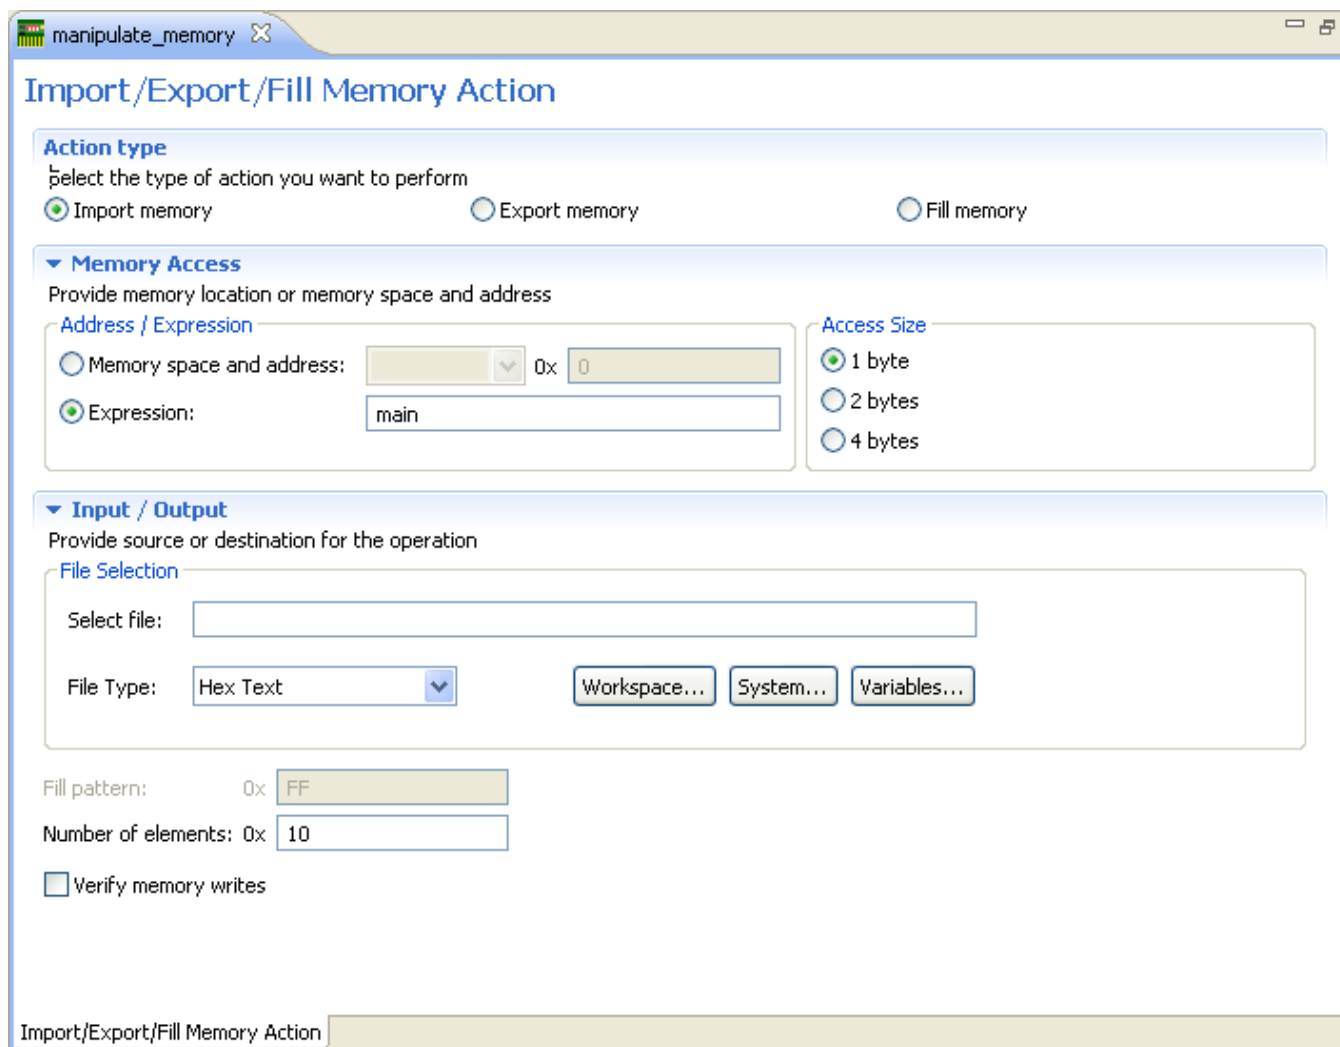 manipulate_memory
Import/Export/Fill Memory Action
Action type
Select the type of action you want to perform
Import memory Export memory Fill memory
Memory Access
Provide memory location or memory space and address
Address / Expression Access Size
Memory space and address: 0x 0 1 byte
Expression: main 2 bytes
4 bytes
Input / Output
Provide source or destination for the operation
File Selection
Select file:
File Type: Hex Text Workspace... System... Variables...
Fill pattern: 0x FF
Number of elements: 0x 10
Verify memory writes
Import/Export/Fill Memory Action